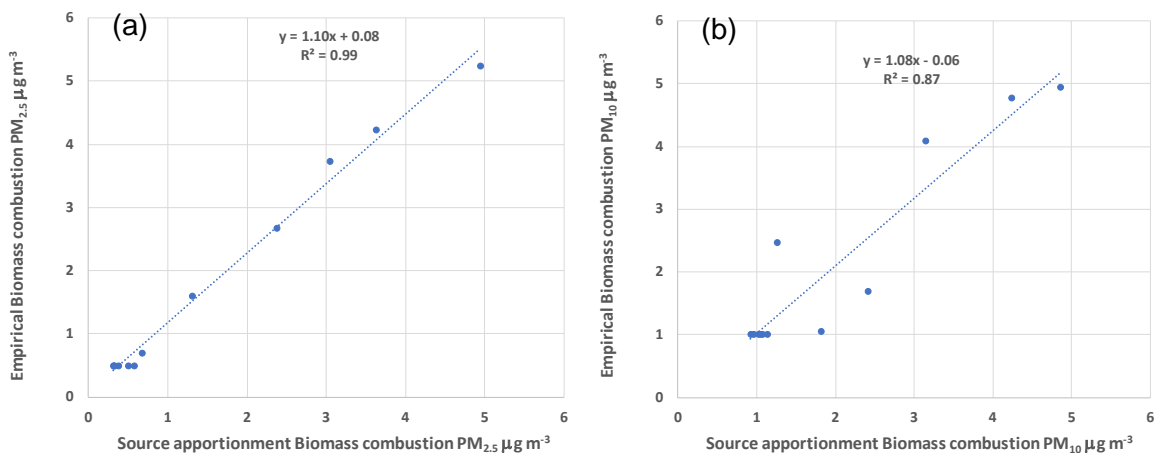 (a)
y = 1.10x + 0.08
R² = 0.99
Empirical Biomass combustion PM₂.₅ µg m⁻³
6
5
4
3
2
1
0
0 1 2 3 4 5 6
Source apportionment Biomass combustion PM₂.₅ µg m⁻³
(b)
y = 1.08x - 0.06
R² = 0.87
Empirical Biomass combustion PM₁₀ µg m⁻³
6
5
4
3
2
1
0
0 1 2 3 4 5 6
Source apportionment Biomass combustion PM₁₀ µg m⁻³